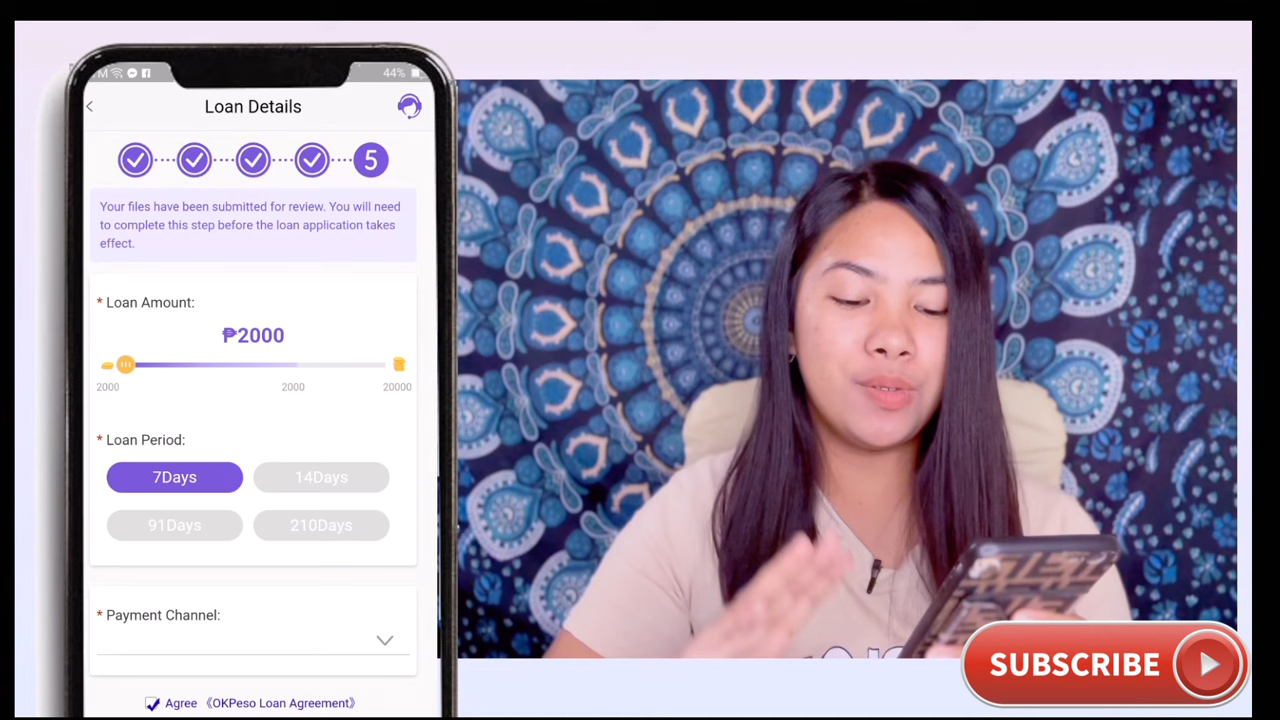 44%
Loan Details
5
Your files have been submitted for review. You will need
to complete this step before the loan application takes
effect.
* Loan Amount:
₱2000
2000 2000 20000
* Loan Period:
7Days 14Days
91Days 210Days
* Payment Channel:
Agree 《OKPeso Loan Agreement》
SUBSCRIBE